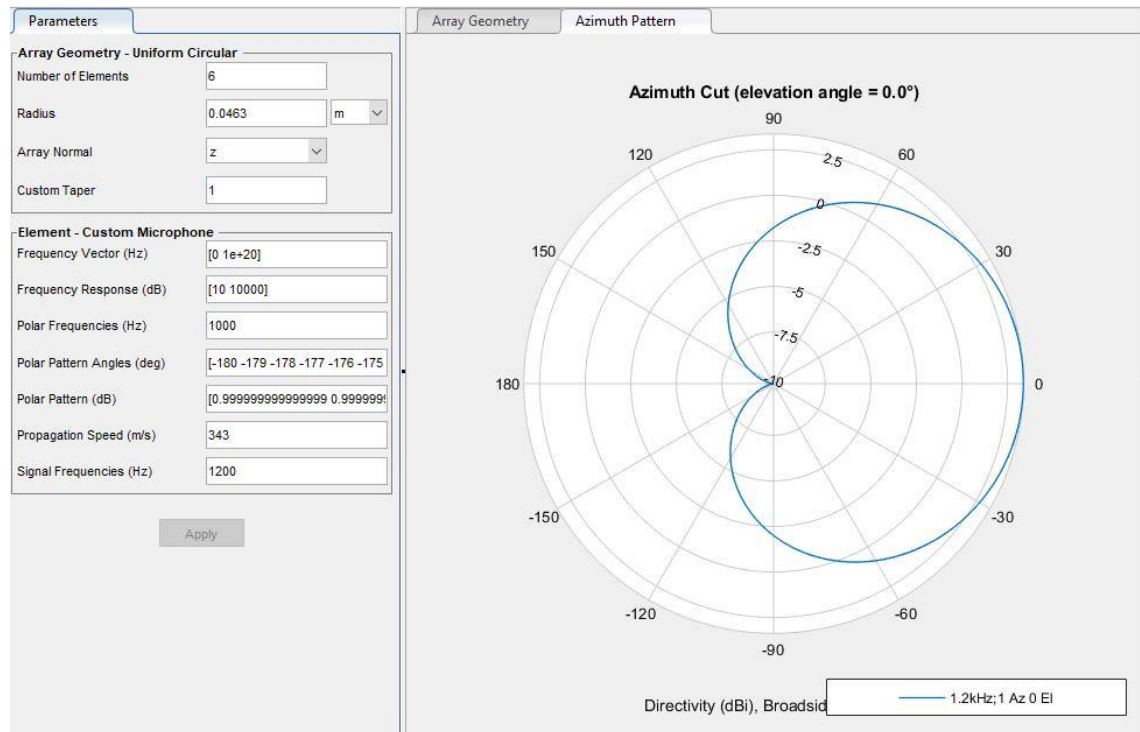 Parameters
Array Geometry - Uniform Circular
Number of Elements 6
Radius 0.0463 m
Array Normal z
Custom Taper 1
Element - Custom Microphone
Frequency Vector (Hz) [0 1e+20]
Frequency Response (dB) [10 10000]
Polar Frequencies (Hz) 1000
Polar Pattern Angles (deg) [-180 -179 -178 -177 -176 -175
Polar Pattern (dB) [0.999999999999999 0.9999999
Propagation Speed (m/s) 343
Signal Frequencies (Hz) 1200
Apply
Array Geometry Azimuth Pattern
Azimuth Cut (elevation angle = 0.0°)
90
120 60
2.5
0
150 30
-2.5
-5
-7.5
180 -10 0
-150 -30
-120 -60
-90
Directivity (dBi), Broadsid
1.2kHz;1 Az 0 El